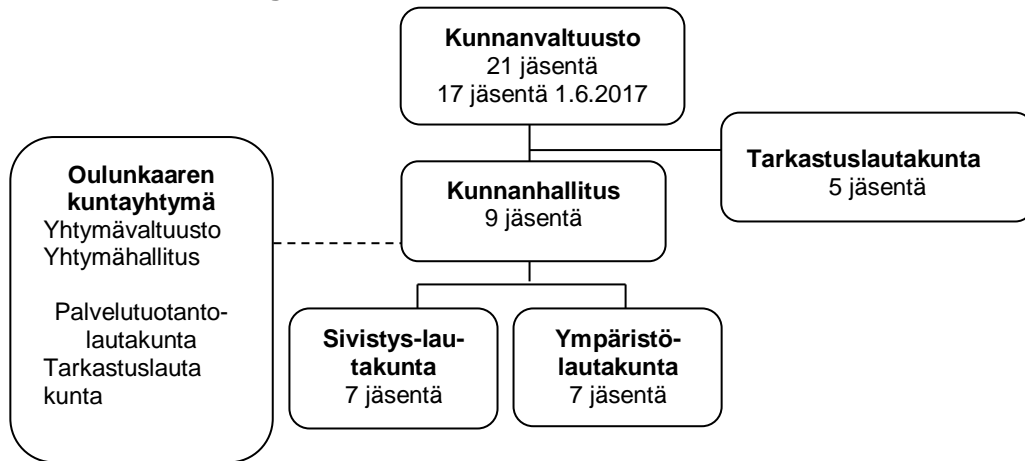 Kunnanvaltuusto
21 jäsentä
17 jäsentä 1.6.2017
Tarkastuslautakunta
5 jäsentä
Oulunkaaren
kuntayhtymä
Yhtymävaltuusto
Yhtymähallitus
Palvelutuotanto-
lautakunta
Tarkastuslauta
kunta
Kunnanhallitus
9 jäsentä
Sivistys-lau-
takunta
7 jäsentä
Ympäristö-
lautakunta
7 jäsentä